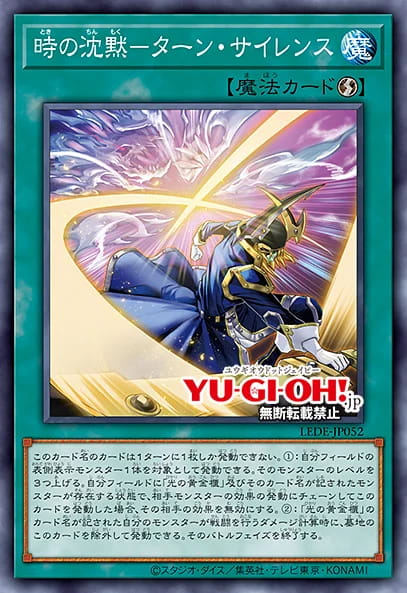 時の沈黙－ターン・サイレンス
【魔法カード】
ユウギオウドットジェイピー
YU-GI-OH!.jp
無断転載禁止
LEDE-JP052
このカード名のカードは1ターンに1枚しか発動できない。①：自分フィールドの
表側表示モンスター1体を対象として発動できる。そのモンスターのレベルを
3つ上げる。自分フィールドに「光の黄金櫃」及びそのカード名が記されたモン
スターが存在する状態で、相手モンスターの効果の発動にチェーンしてこの
カードを発動した場合、その相手の効果を無効にする。②：「光の黄金櫃」
のカード名が記された自分のモンスターが戦闘を行うダメージ計算時に、墓地の
このカードを除外して発動できる。そのバトルフェイズを終了する。
©スタジオ・ダイス／集英社・テレビ東京・KONAMI